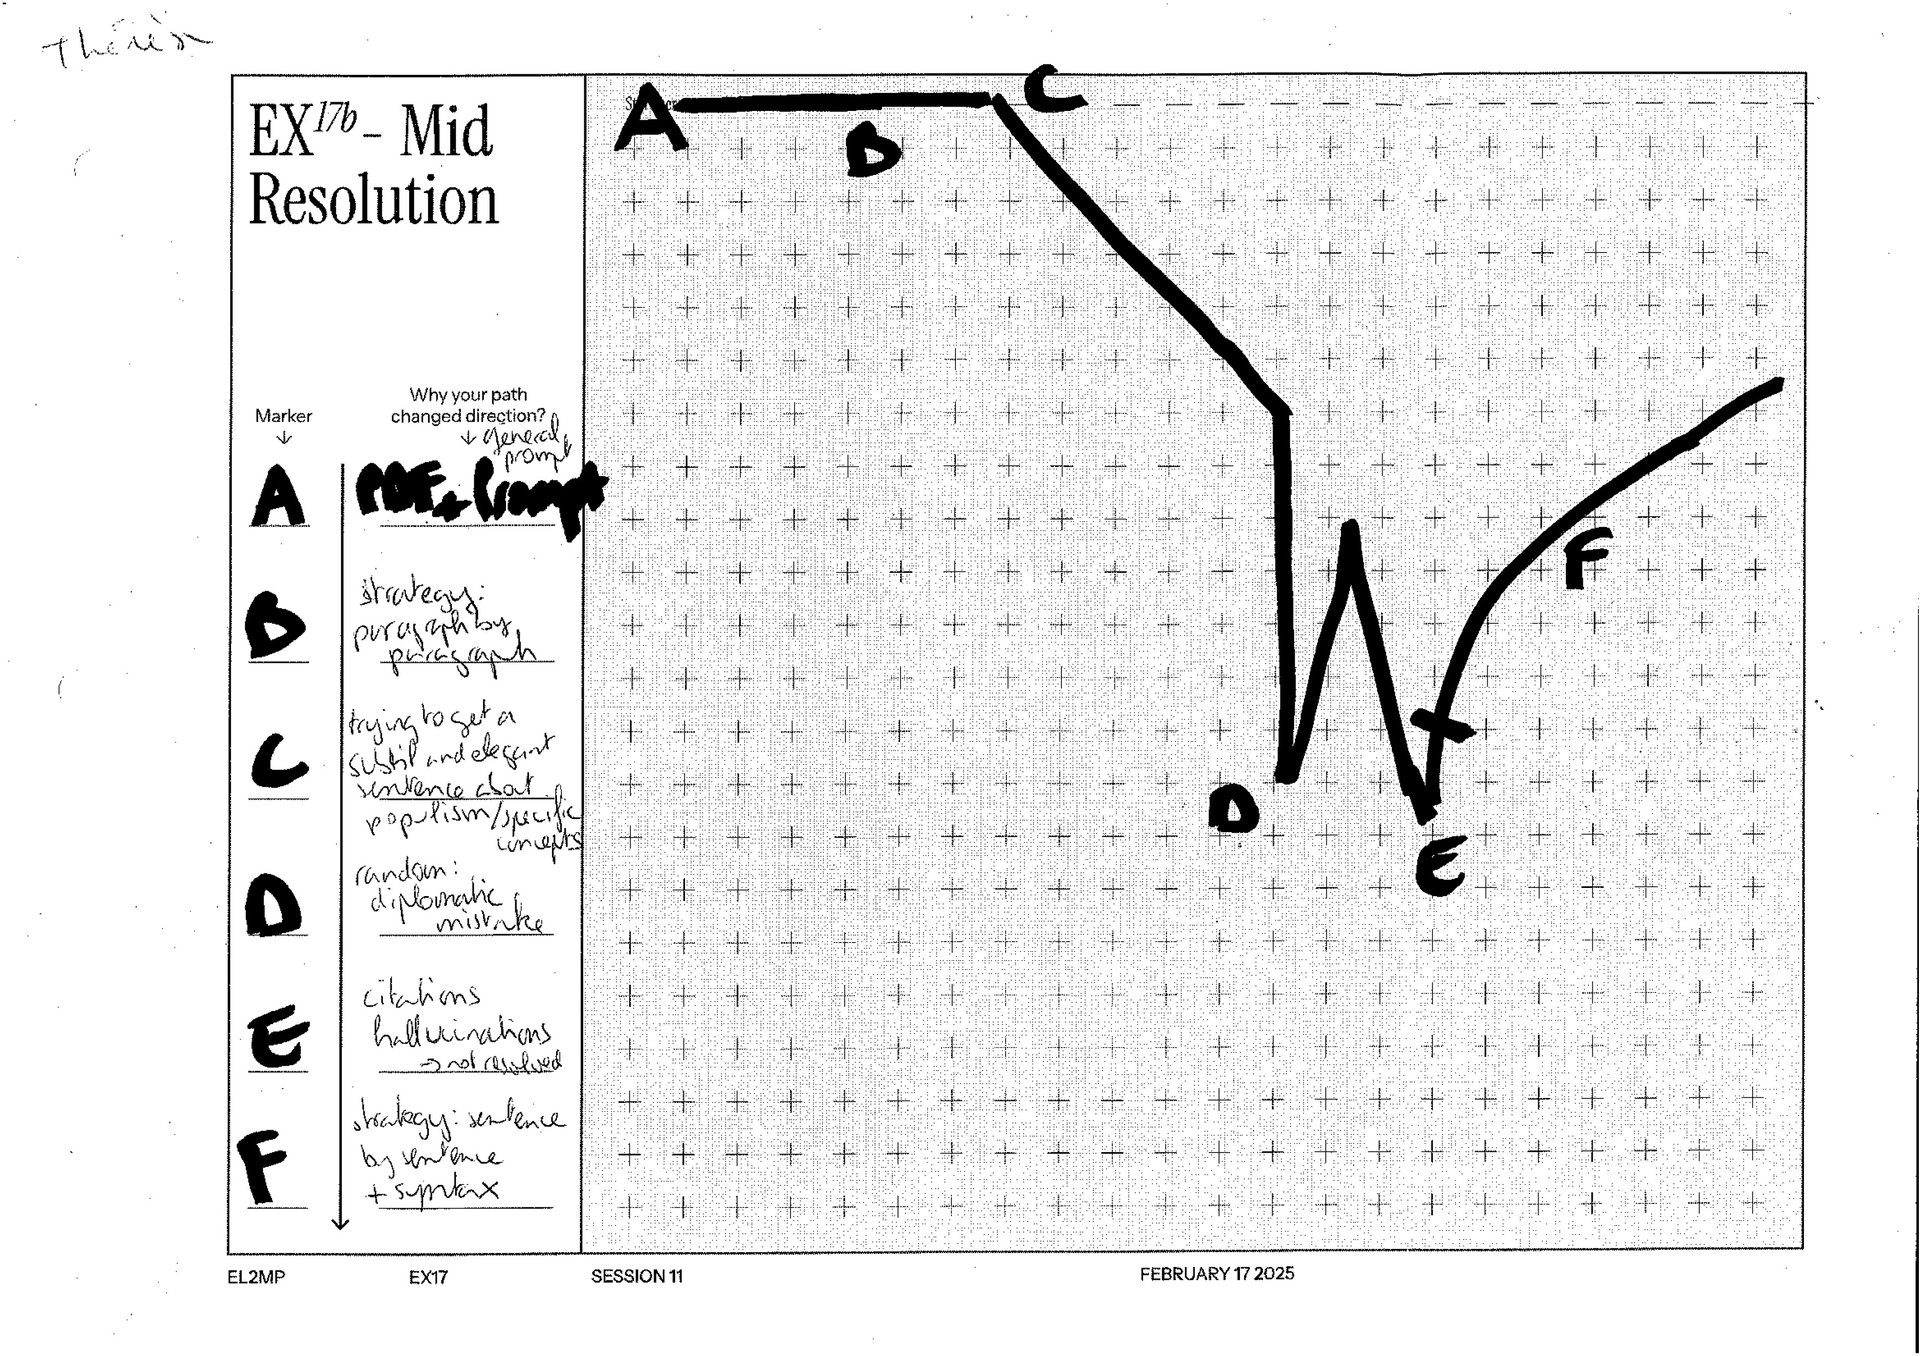 Thérèse
EX17b – Mid
Resolution
Marker
↓
Why your path
changed direction?
↓ general
prompt
A
PDF + Prompt
B
strategy:
paragraph by
paragraph
C
trying to get a
subtil and elegant
sentence about
populism/specific
concepts
D
random:
diplomatic
mistake
E
citations
hallucinations
→ not resolved
F
strategy: sentence
by sentence
+ syntax
A
B
C
D
E
F
EL2MP
EX17
SESSION 11
FEBRUARY 17 2025